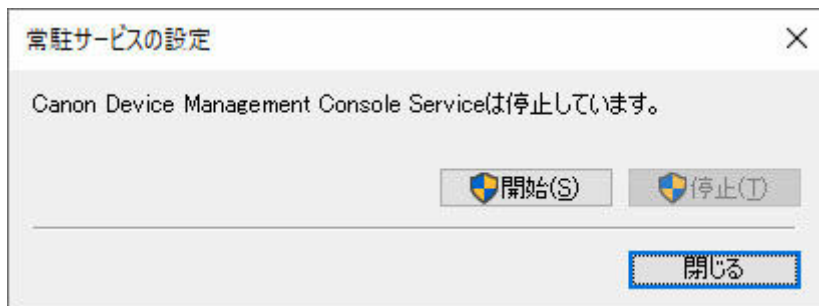 常駐サービスの設定
Canon Device Management Console Serviceは停止しています。
開始(S)
停止(T)
閉じる